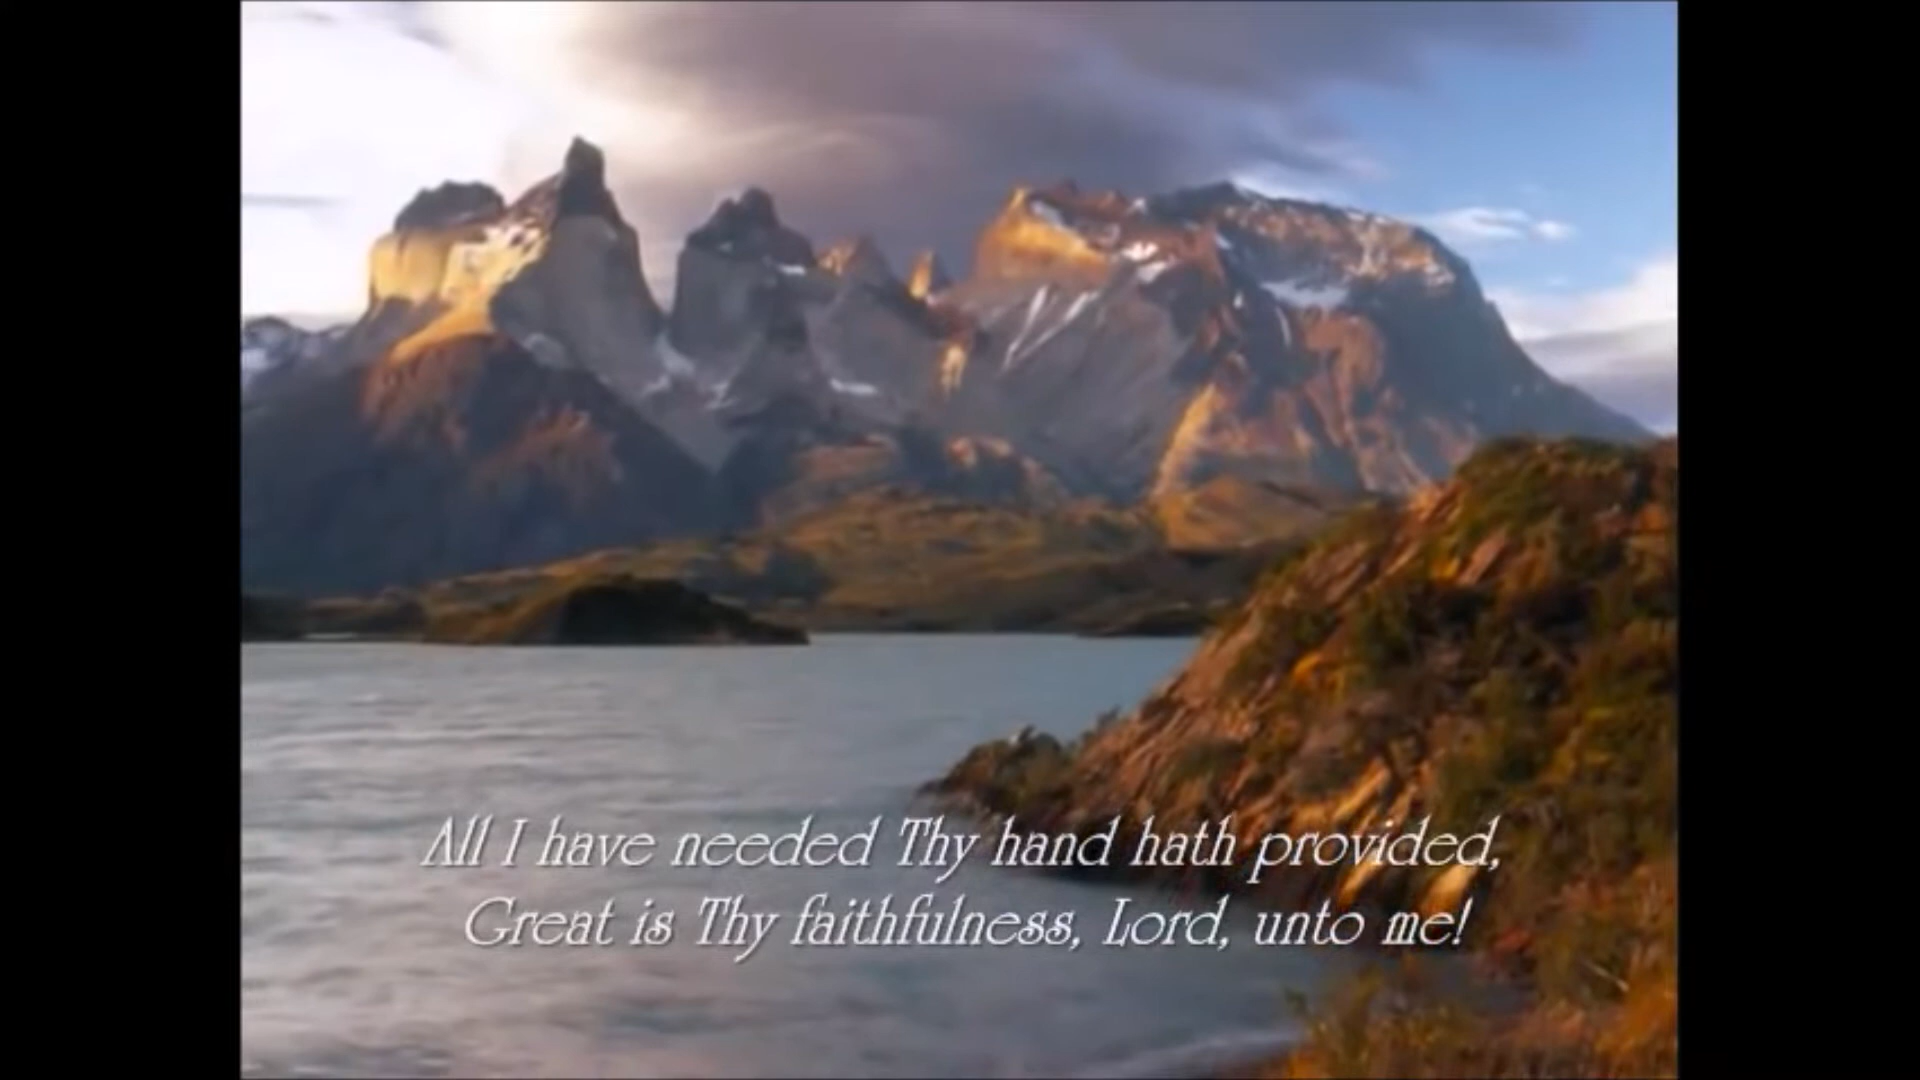 All I have needed Thy hand hath provided,
Great is Thy faithfulness, Lord, unto me!